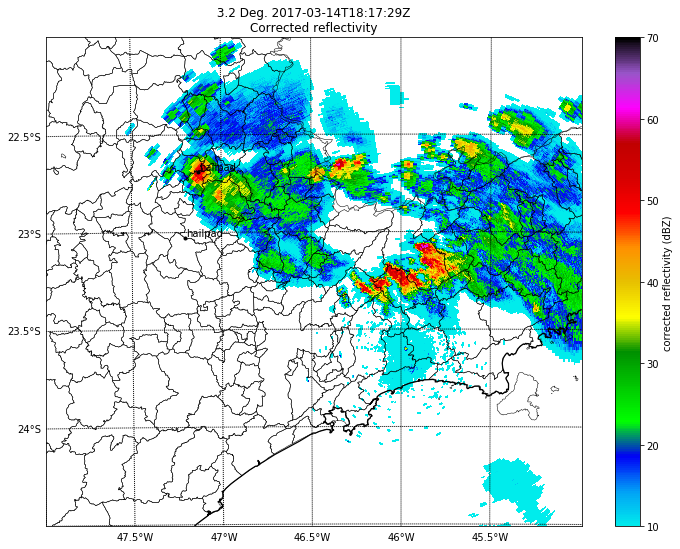 3.2 Deg. 2017-03-14T18:17:29Z
Corrected reflectivity
70
60
50
40
30
20
10
corrected reflectivity (dBZ)
22.5°S
23°S
23.5°S
24°S
hailpad
hailpad
47.5°W
47°W
46.5°W
46°W
45.5°W